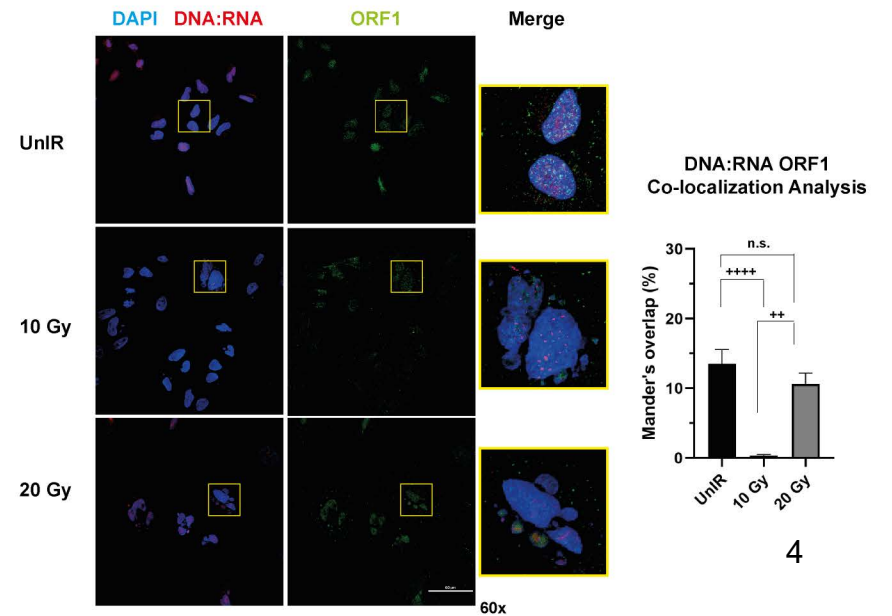 DAPI DNA:RNA ORF1 Merge
UnIR
10 Gy
20 Gy
60x
DNA:RNA ORF1
Co-localization Analysis
Mander's overlap (%)
30
20
10
0
n.s.
++++
++
UnIR
10 Gy
20 Gy
4